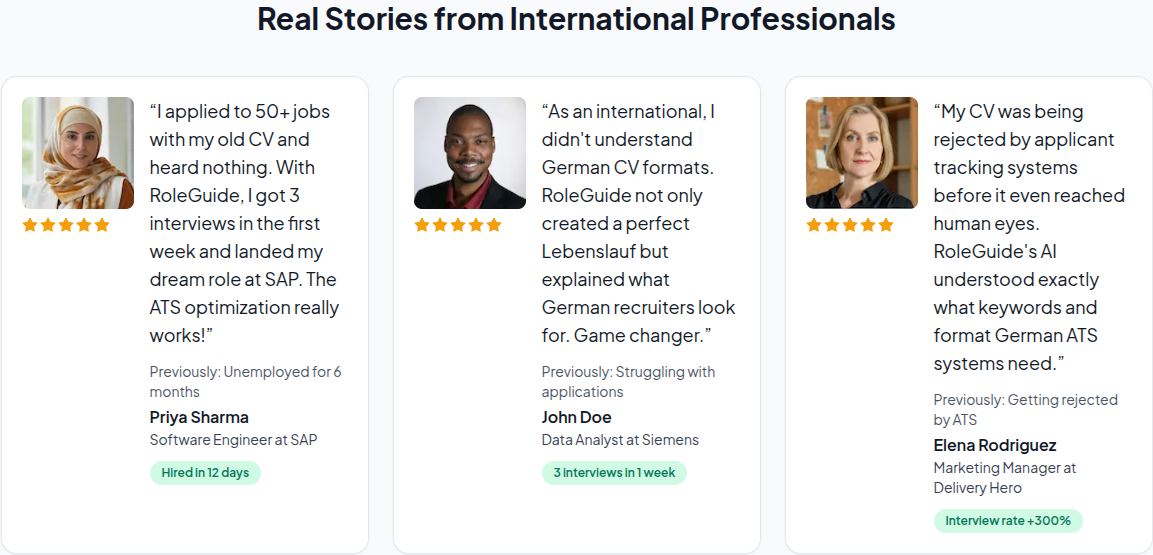 Real Stories from International Professionals
“I applied to 50+ jobs
with my old CV and
heard nothing. With
RoleGuide, I got 3
interviews in the first
week and landed my
dream role at SAP. The
ATS optimization really
works!”
Previously: Unemployed for 6
months
Priya Sharma
Software Engineer at SAP
Hired in 12 days
“As an international, I
didn't understand
German CV formats.
RoleGuide not only
created a perfect
Lebenslauf but
explained what
German recruiters look
for. Game changer.”
Previously: Struggling with
applications
John Doe
Data Analyst at Siemens
3 interviews in 1 week
“My CV was being
rejected by applicant
tracking systems
before it even reached
human eyes.
RoleGuide's AI
understood exactly
what keywords and
format German ATS
systems need.”
Previously: Getting rejected
by ATS
Elena Rodriguez
Marketing Manager at
Delivery Hero
Interview rate +300%